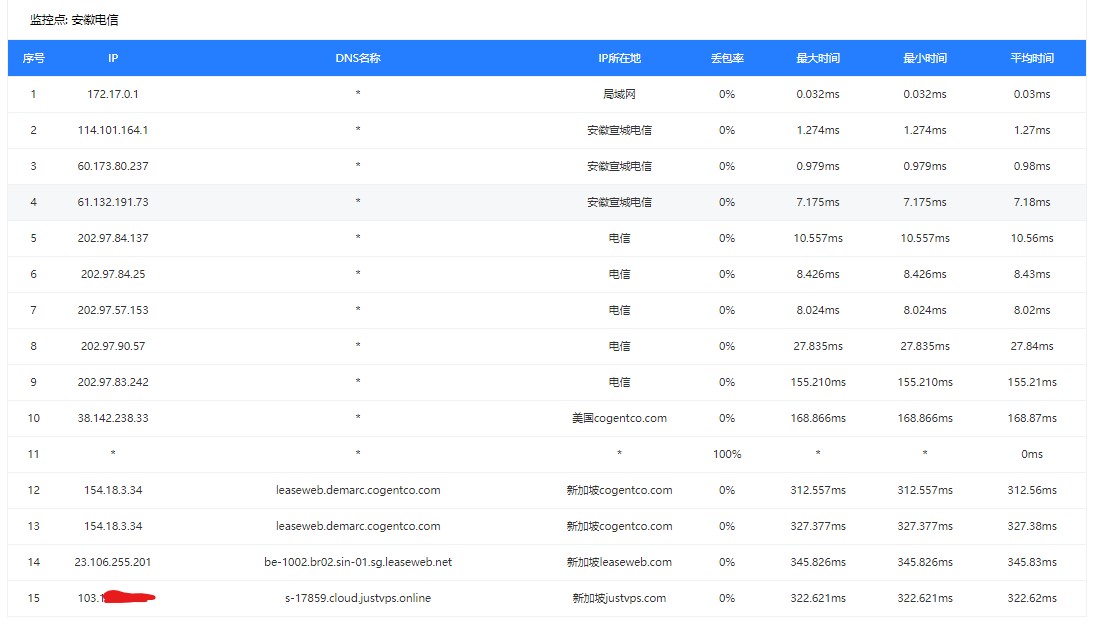 监控点: 安徽电信
序号 IP DNS名称 IP所在地 丢包率 最大时间 最小时间 平均时间
1 172.17.0.1 * 局域网 0% 0.032ms 0.032ms 0.03ms
2 114.101.164.1 * 安徽宣城电信 0% 1.274ms 1.274ms 1.27ms
3 60.173.80.237 * 安徽宣城电信 0% 0.979ms 0.979ms 0.98ms
4 61.132.191.73 * 安徽宣城电信 0% 7.175ms 7.175ms 7.18ms
5 202.97.84.137 * 电信 0% 10.557ms 10.557ms 10.56ms
6 202.97.84.25 * 电信 0% 8.426ms 8.426ms 8.43ms
7 202.97.57.153 * 电信 0% 8.024ms 8.024ms 8.02ms
8 202.97.90.57 * 电信 0% 27.835ms 27.835ms 27.84ms
9 202.97.83.242 * 电信 0% 155.210ms 155.210ms 155.21ms
10 38.142.238.33 * 美国cogentco.com 0% 168.866ms 168.866ms 168.87ms
11 * * * 100% * * 0ms
12 154.18.3.34 leaseweb.demarc.cogentco.com 新加坡cogentco.com 0% 312.557ms 312.557ms 312.56ms
13 154.18.3.34 leaseweb.demarc.cogentco.com 新加坡cogentco.com 0% 327.377ms 327.377ms 327.38ms
14 23.106.255.201 be-1002.br02.sin-01.sg.leaseweb.net 新加坡leaseweb.com 0% 345.826ms 345.826ms 345.83ms
15 103. s-17859.cloud.justvps.online 新加坡justvps.com 0% 322.621ms 322.621ms 322.62ms